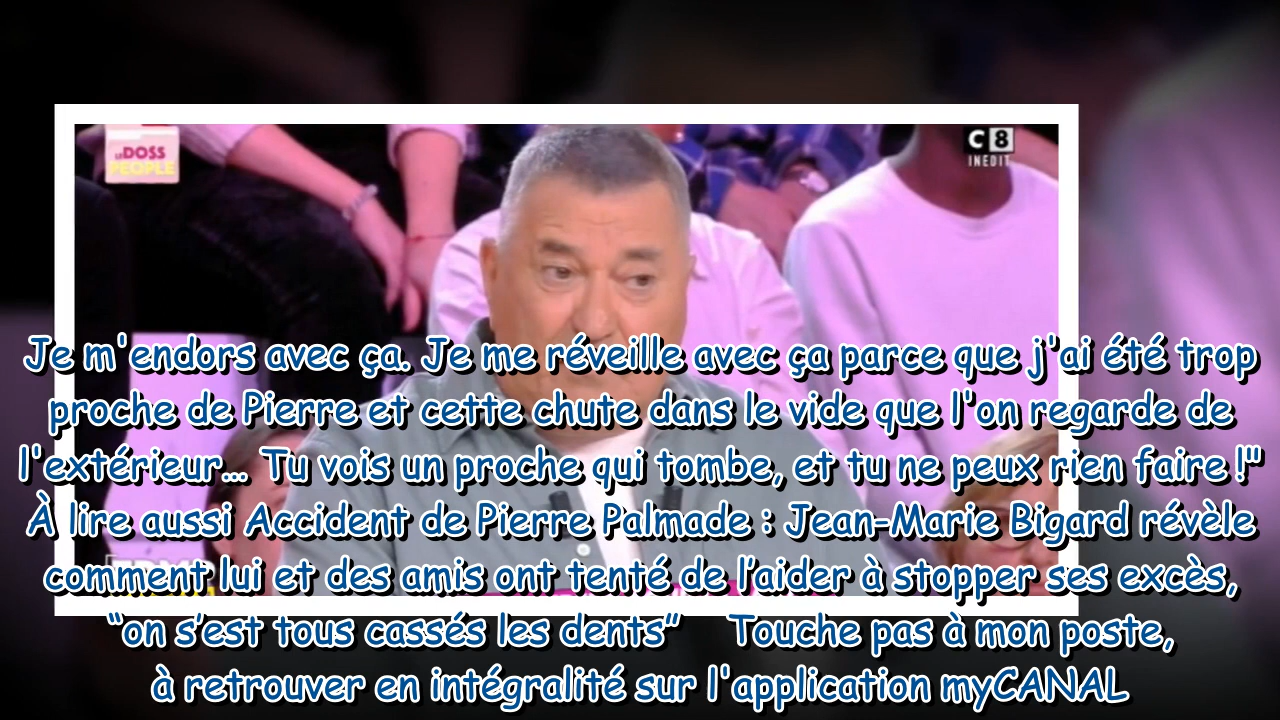 LE DOSS
PEOPLE
C8
INEDIT
Je m'endors avec ça. Je me réveille avec ça parce que j'ai été trop
proche de Pierre et cette chute dans le vide que l'on regarde de
l'extérieur... Tu vois un proche qui tombe, et tu ne peux rien faire !"
À lire aussi Accident de Pierre Palmade : Jean-Marie Bigard révèle
comment lui et des amis ont tenté de l’aider à stopper ses excès,
“on s’est tous cassés les dents” Touche pas à mon poste,
à retrouver en intégralité sur l'application myCANAL